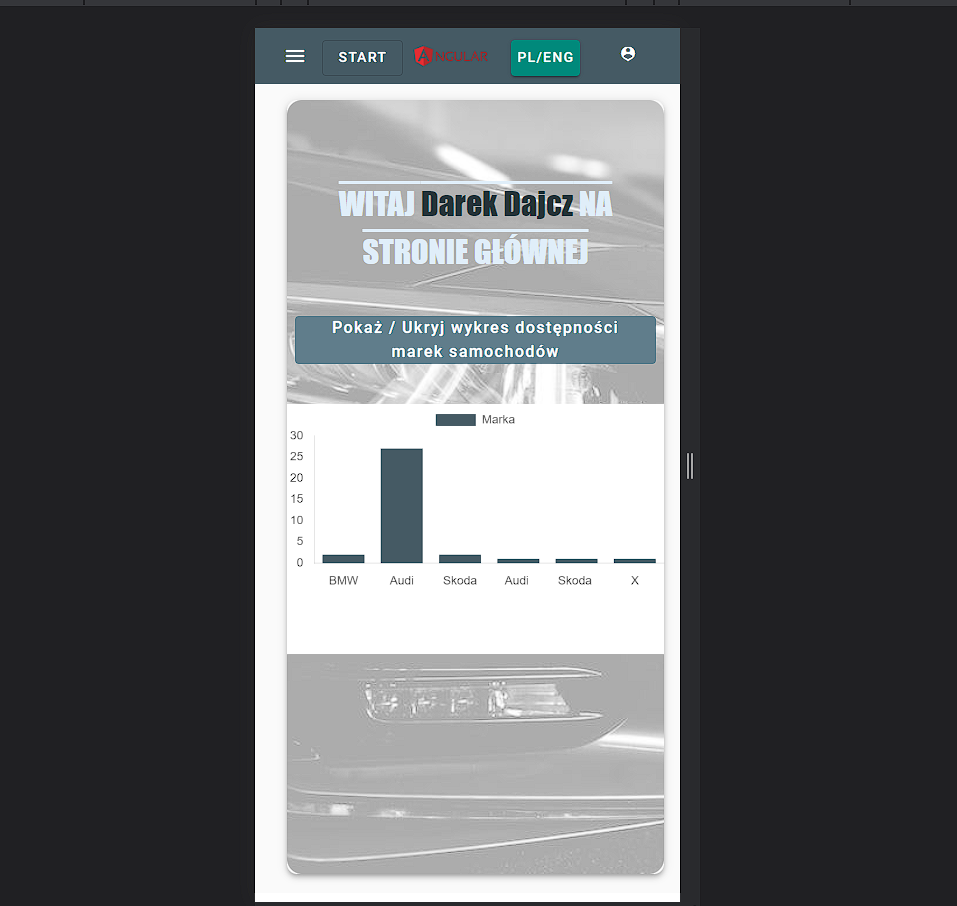 START
ANGULAR
PL/ENG
WITAJ Darek Dajcz NA
STRONIE GŁÓWNEJ
Pokaż / Ukryj wykres dostępności
marek samochodów
Marka
30
25
20
15
10
5
0
BMW Audi Skoda Audi Skoda X